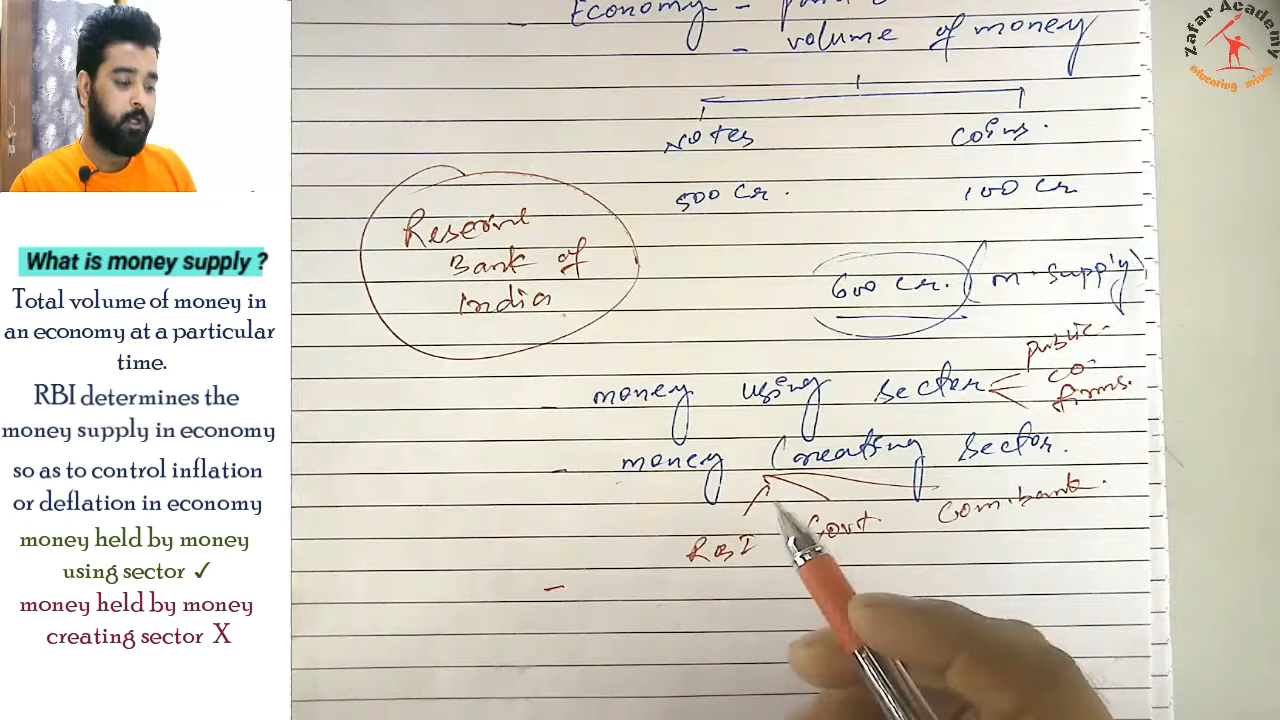 Economy -
- volume of money
Notes
Coins.
500 Cr.
100 Cr
Reserve
Bank of
India
600 Cr. (m. supply)
- money using sector
public
co-
firms.
- money creating sector.
RBI
Govt
Com. bank.
-
Zafar Academy
educating minds
What is money supply ?
Total volume of money in
an economy at a particular
time.
RBI determines the
money supply in economy
so as to control inflation
or deflation in economy
money held by money
using sector ✓
money held by money
creating sector X